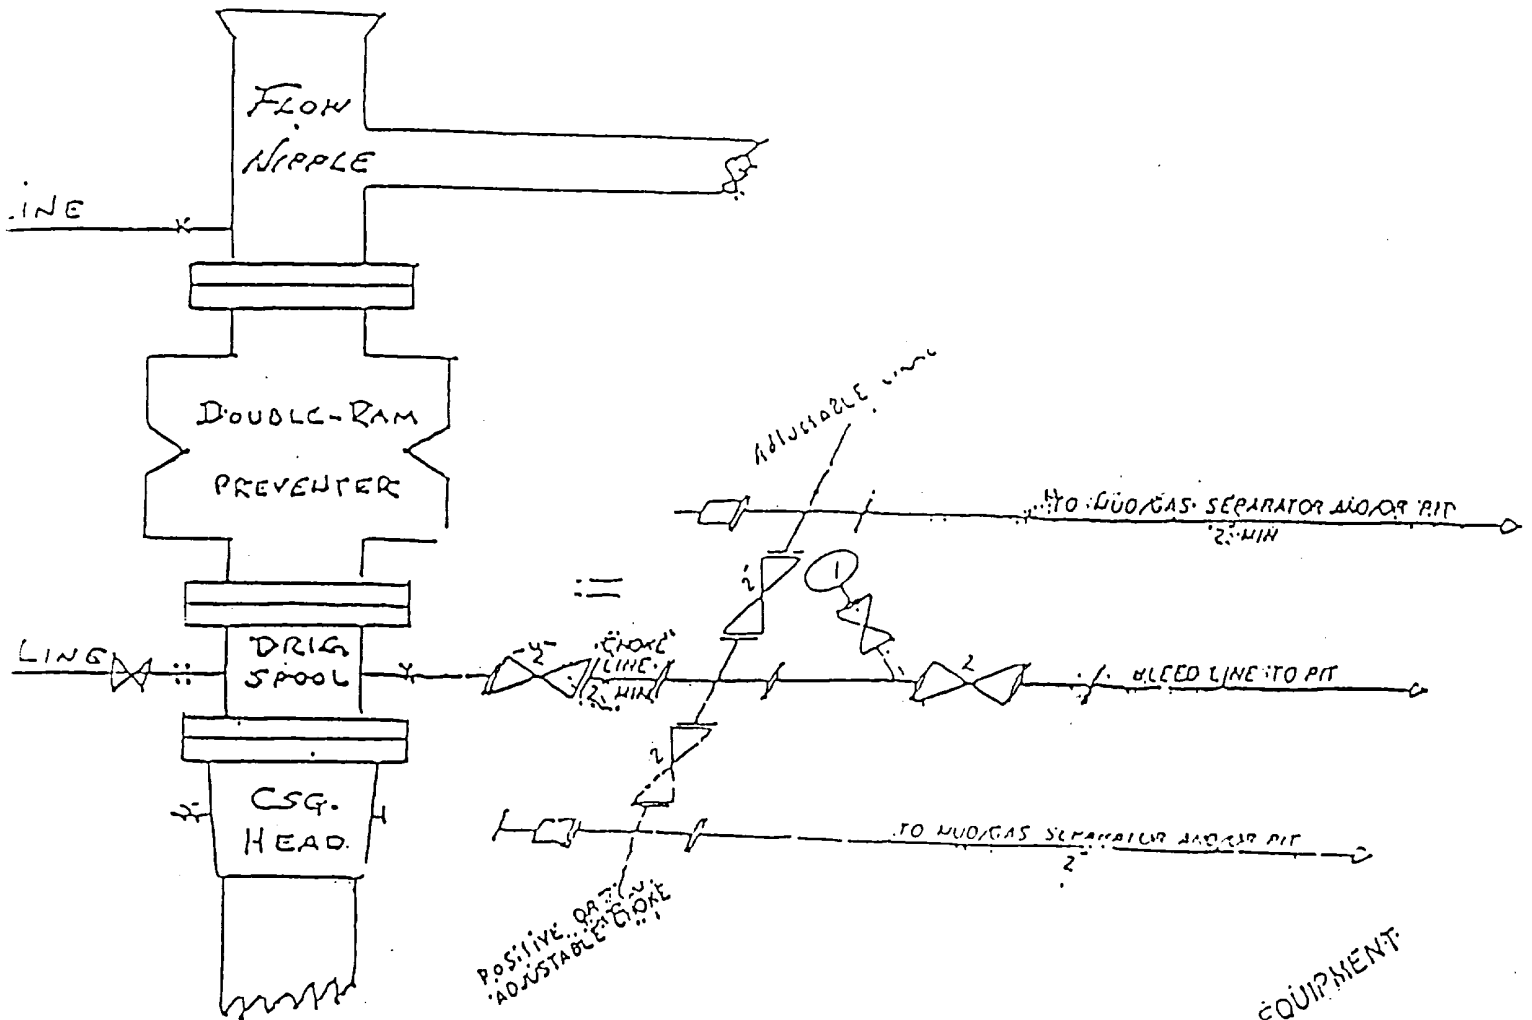 FLOW
NIPPLE
LINE
DOUBLE-RAM
PREVENTER
ADJUSTABLE
TO MUD/GAS SEPARATOR AND/OR PIT
2" MIN
2"
1
LINE
DRLG
SPOOL
2"
CHOKE
LINE
2" MIN
2
BLEED LINE TO PIT
2
CSG.
HEAD
TO MUD/GAS SEPARATOR AND/OR PIT
2"
POSITIVE OR
ADJUSTABLE CHOKE
EQUIPMENT